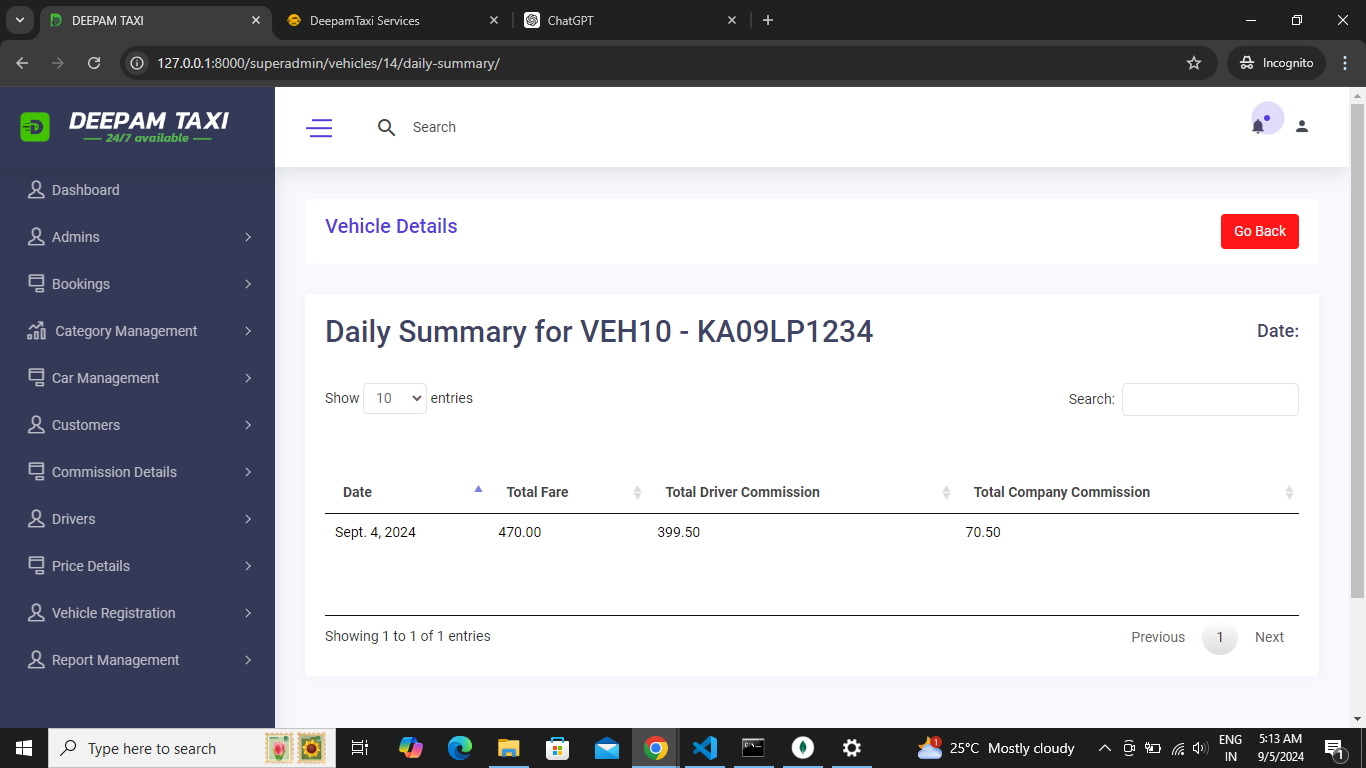 DEEPAM TAXI
DeepamTaxi Services
ChatGPT
127.0.0.1:8000/superadmin/vehicles/14/daily-summary/
Incognito
DEEPAM TAXI
24/7 available
Search
Dashboard
Admins
Bookings
Category Management
Car Management
Customers
Commission Details
Drivers
Price Details
Vehicle Registration
Report Management
Vehicle Details
Go Back
Daily Summary for VEH10 - KA09LP1234
Date:
Show 10 entries
Search:
Date Total Fare Total Driver Commission Total Company Commission
Sept. 4, 2024 470.00 399.50 70.50
Showing 1 to 1 of 1 entries
Previous 1 Next
Type here to search
1
25°C Mostly cloudy
ENG
IN
5:13 AM
9/5/2024
1